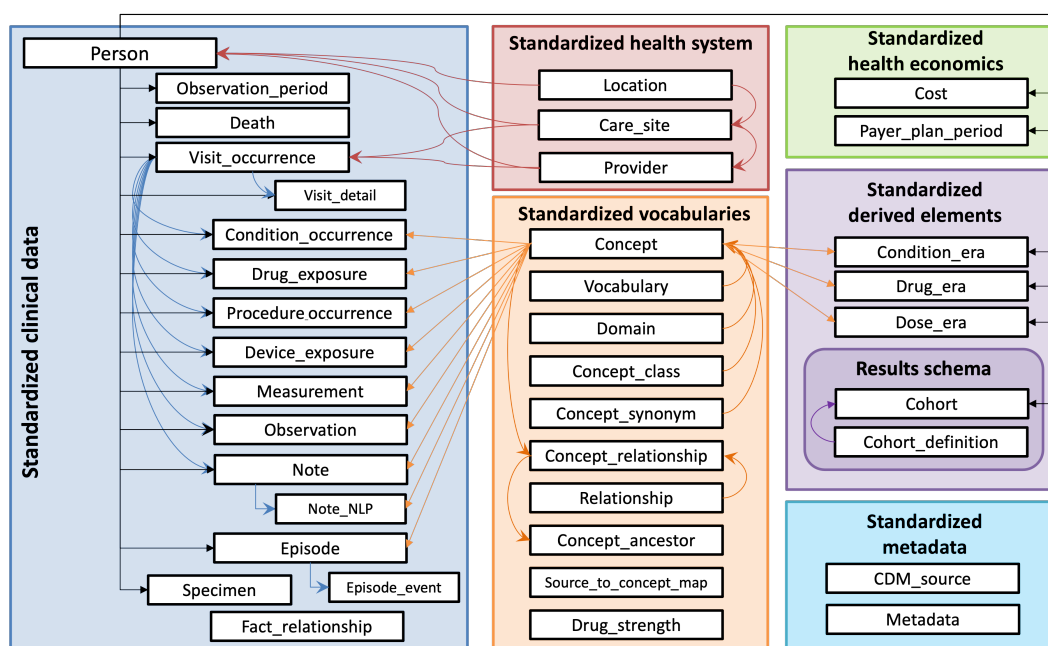 Standardized clinical data
Person
Observation_period
Death
Visit_occurrence
Visit_detail
Condition_occurrence
Drug_exposure
Procedure_occurrence
Device_exposure
Measurement
Observation
Note
Note_NLP
Episode
Episode_event
Specimen
Fact_relationship
Standardized health system
Location
Care_site
Provider
Standardized vocabularies
Concept
Vocabulary
Domain
Concept_class
Concept_synonym
Concept_relationship
Relationship
Concept_ancestor
Source_to_concept_map
Drug_strength
Standardized
health economics
Cost
Payer_plan_period
Standardized
derived elements
Condition_era
Drug_era
Dose_era
Results schema
Cohort
Cohort_definition
Standardized
metadata
CDM_source
Metadata